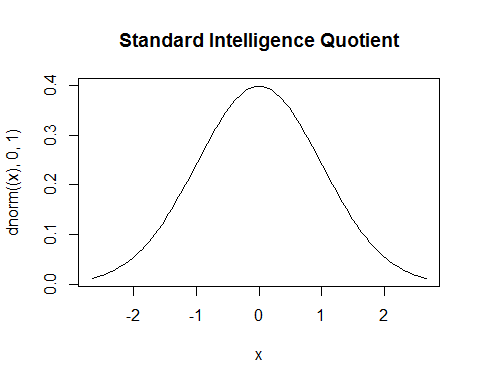 Standard Intelligence Quotient
dnorm((x), 0, 1)
0.4
0.3
0.2
0.1
0.0
-2 -1 0 1 2
x